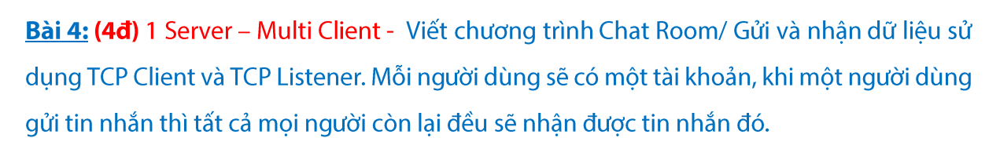 Bài 4: (4đ) 1 Server – Multi Client -  Viết chương trình Chat Room/ Gửi và nhận dữ liệu sử
dụng TCP Client và TCP Listener. Mỗi người dùng sẽ có một tài khoản, khi một người dùng
gửi tin nhắn thì tất cả mọi người còn lại đều sẽ nhận được tin nhắn đó.